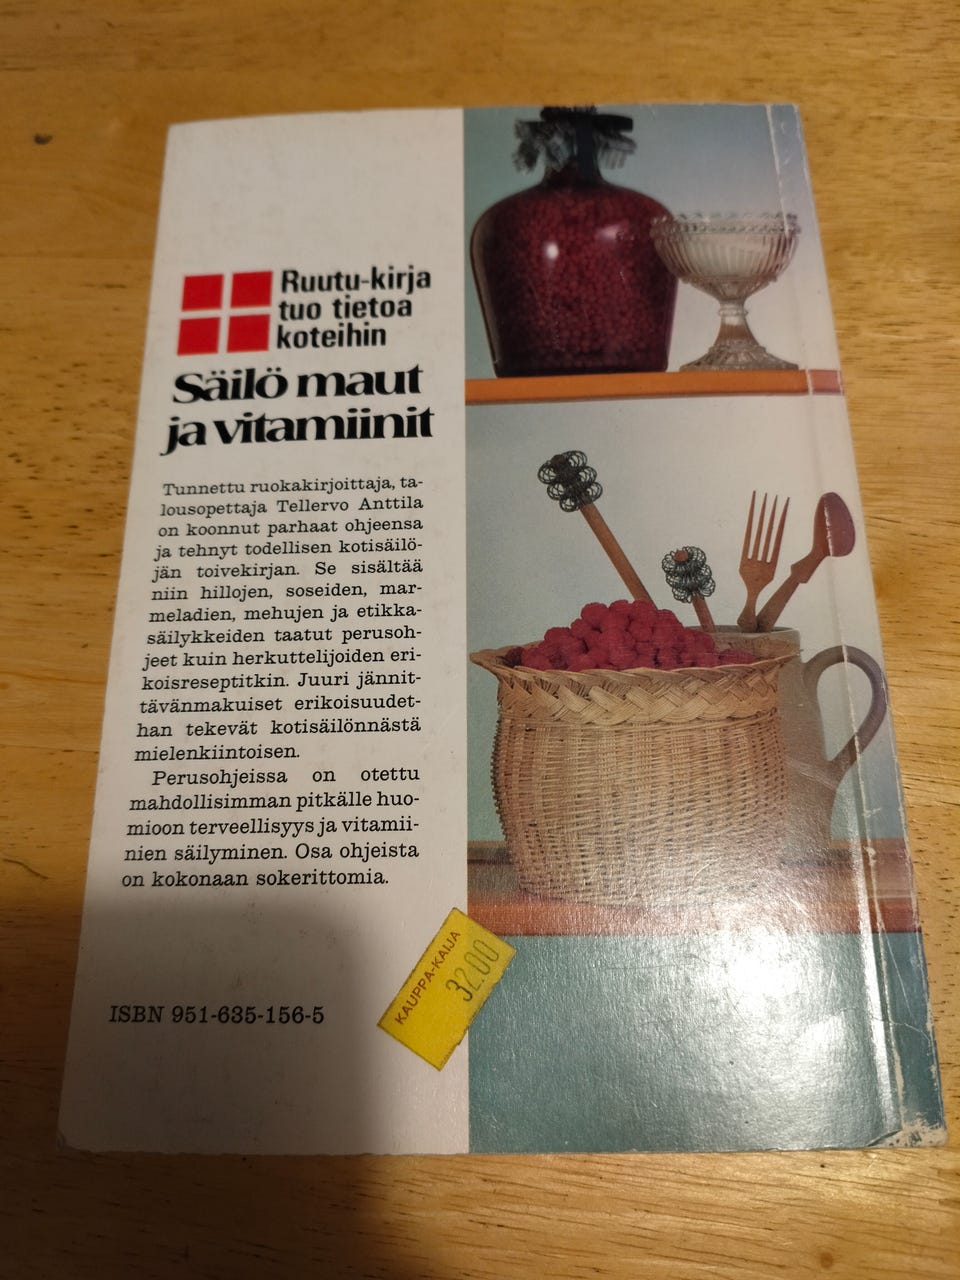 Ruutu-kirja
tuo tietoa
koteihin
Säilö maut
ja vitamiinit
Tunnettu ruokakirjoittaja, ta-
lousopettaja Tellervo Anttila
on koonnut parhaat ohjeensa
ja tehnyt todellisen kotisäilö-
jän toivekirjan. Se sisältää
niin hillojen, soseiden, mar-
meladien, mehujen ja etikka-
säilykkeiden taatut perusoh-
jeet kuin herkuttelijoiden eri-
koisreseptitkin. Juuri jännit-
tävänmakuiset erikoisuudet-
han tekevät kotisäilönnästä
mielenkiintoisen.
Perusohjeissa on otettu
mahdollisimman pitkälle huo-
mioon terveellisyys ja vitamii-
nien säilyminen. Osa ohjeista
on kokonaan sokerittomia.
KAUPPA-KAIJA
32.00
ISBN 951-635-156-5